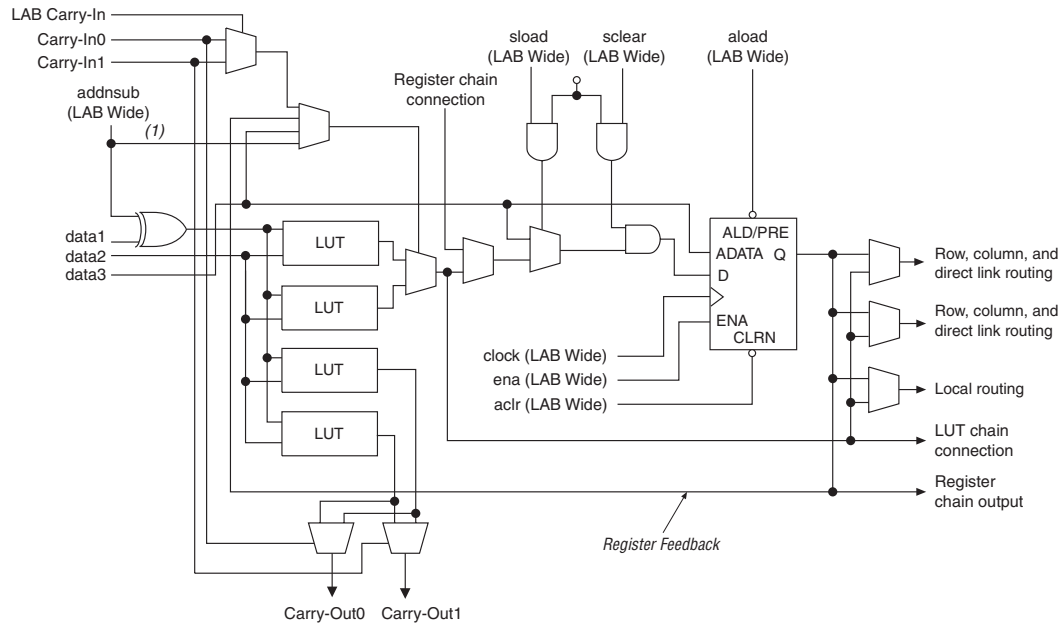 LAB Carry-In
Carry-In0
Carry-In1
addnsub
(LAB Wide)
(1)
data1
data2
data3
Register chain
connection
sload
(LAB Wide)
sclear
(LAB Wide)
aload
(LAB Wide)
LUT
LUT
LUT
LUT
ALD/PRE
ADATA Q
D
ENA
CLRN
clock (LAB Wide)
ena (LAB Wide)
aclr (LAB Wide)
Row, column, and
direct link routing
Row, column, and
direct link routing
Local routing
LUT chain
connection
Register
chain output
Register Feedback
Carry-Out0
Carry-Out1